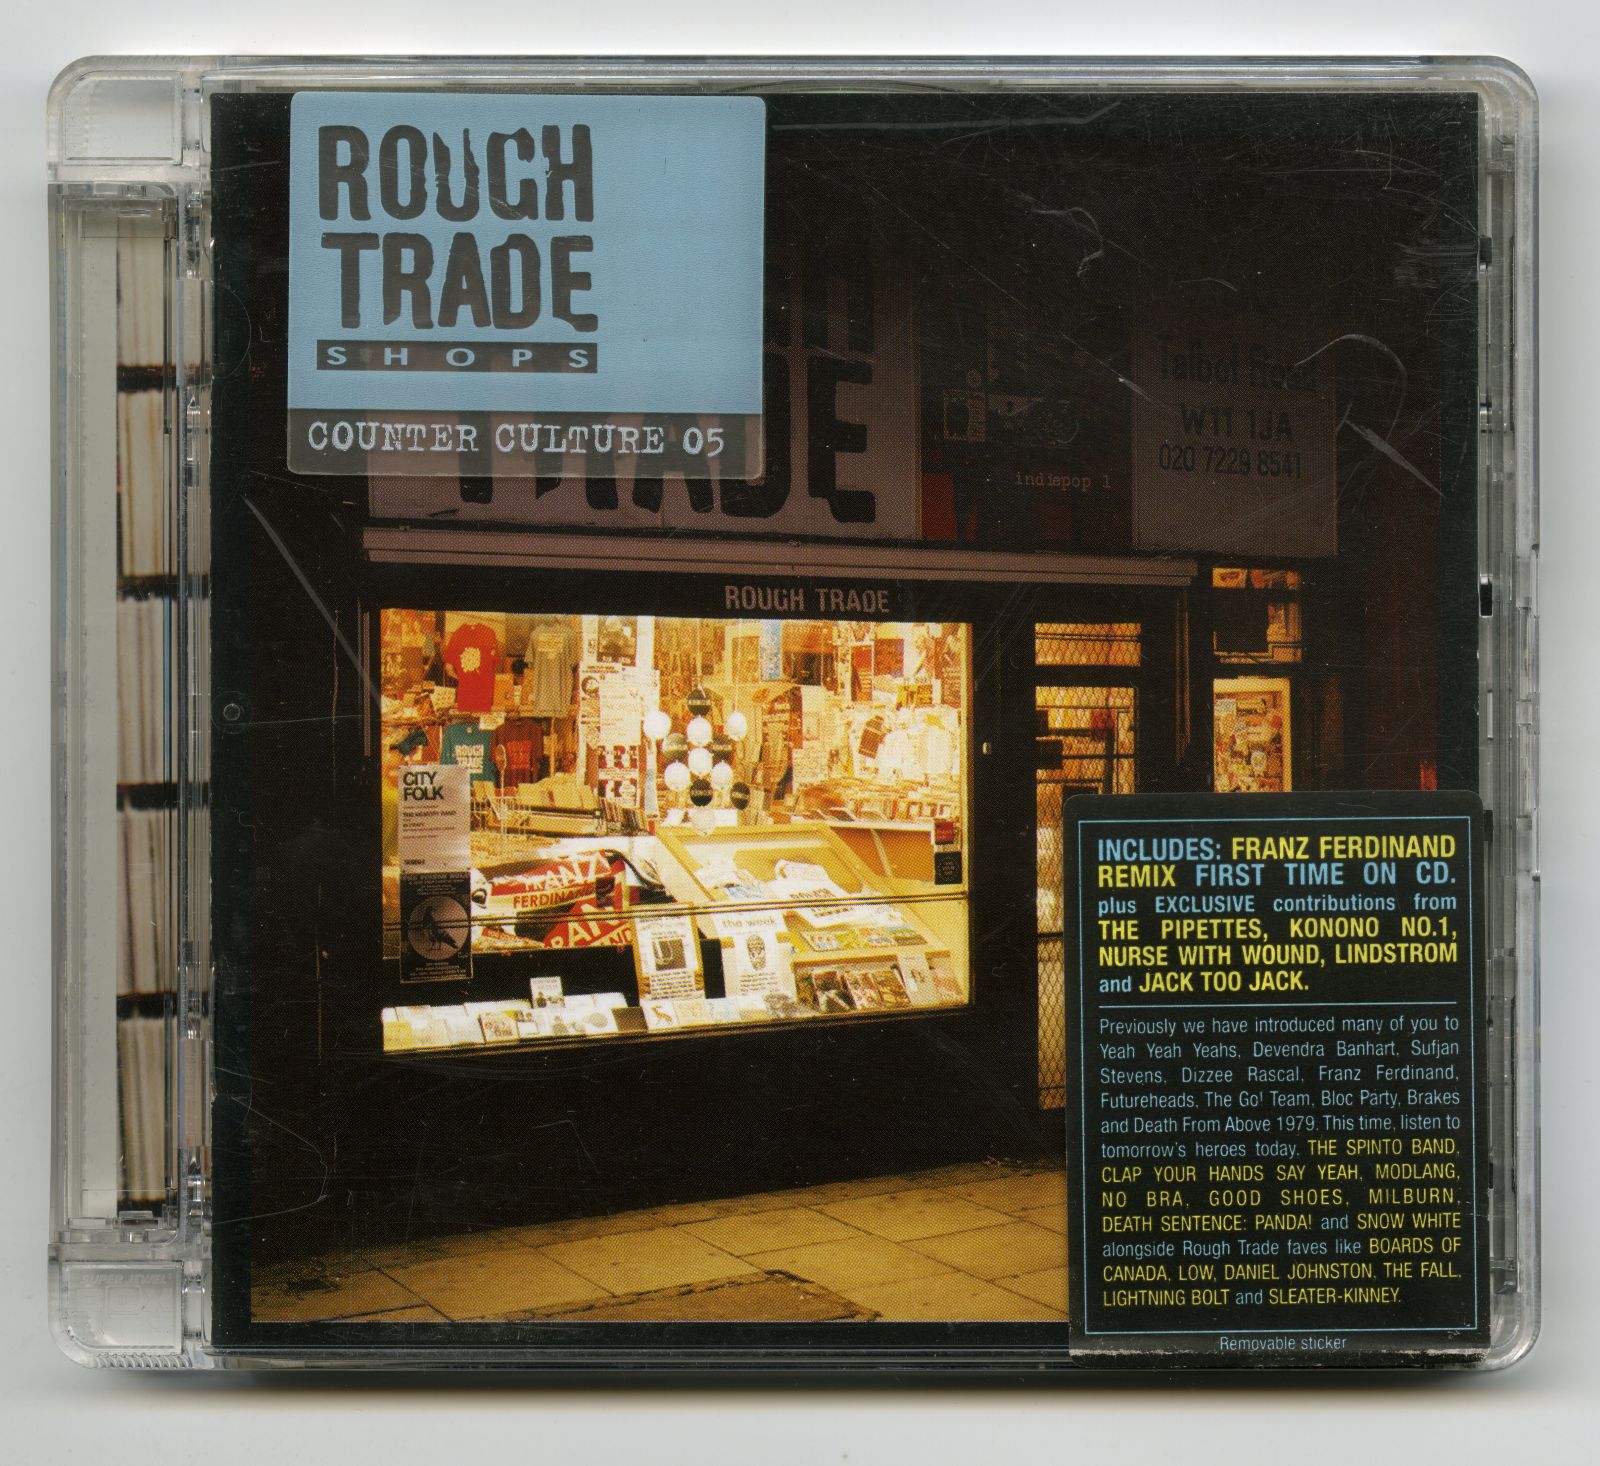 ROUGH
TRADE
SHOPS
COUNTER CULTURE 05
TRADE
Talbot Road
W11 1JA
020 7229 8541
indiepop 1
ROUGH TRADE
ROUGH
TRADE
CITY
FOLK
FRANZ
FERDINAND
the week
ROUGH
INCLUDES: FRANZ FERDINAND
REMIX FIRST TIME ON CD.
plus EXCLUSIVE contributions from
THE PIPETTES, KONONO NO.1,
NURSE WITH WOUND, LINDSTROM
and JACK TOO JACK.
Previously we have introduced many of you to
Yeah Yeah Yeahs, Devendra Banhart, Sufjan
Stevens, Dizzee Rascal, Franz Ferdinand,
Futureheads, The Go! Team, Bloc Party, Brakes
and Death From Above 1979. This time, listen to
tomorrow's heroes today, THE SPINTO BAND,
CLAP YOUR HANDS SAY YEAH, MODLANG,
NO BRA, GOOD SHOES, MILBURN,
DEATH SENTENCE: PANDA! and SNOW WHITE
alongside Rough Trade faves like BOARDS OF
CANADA, LOW, DANIEL JOHNSTON, THE FALL,
LIGHTNING BOLT and SLEATER-KINNEY.
Removable sticker
SUPER JEWEL
BOX